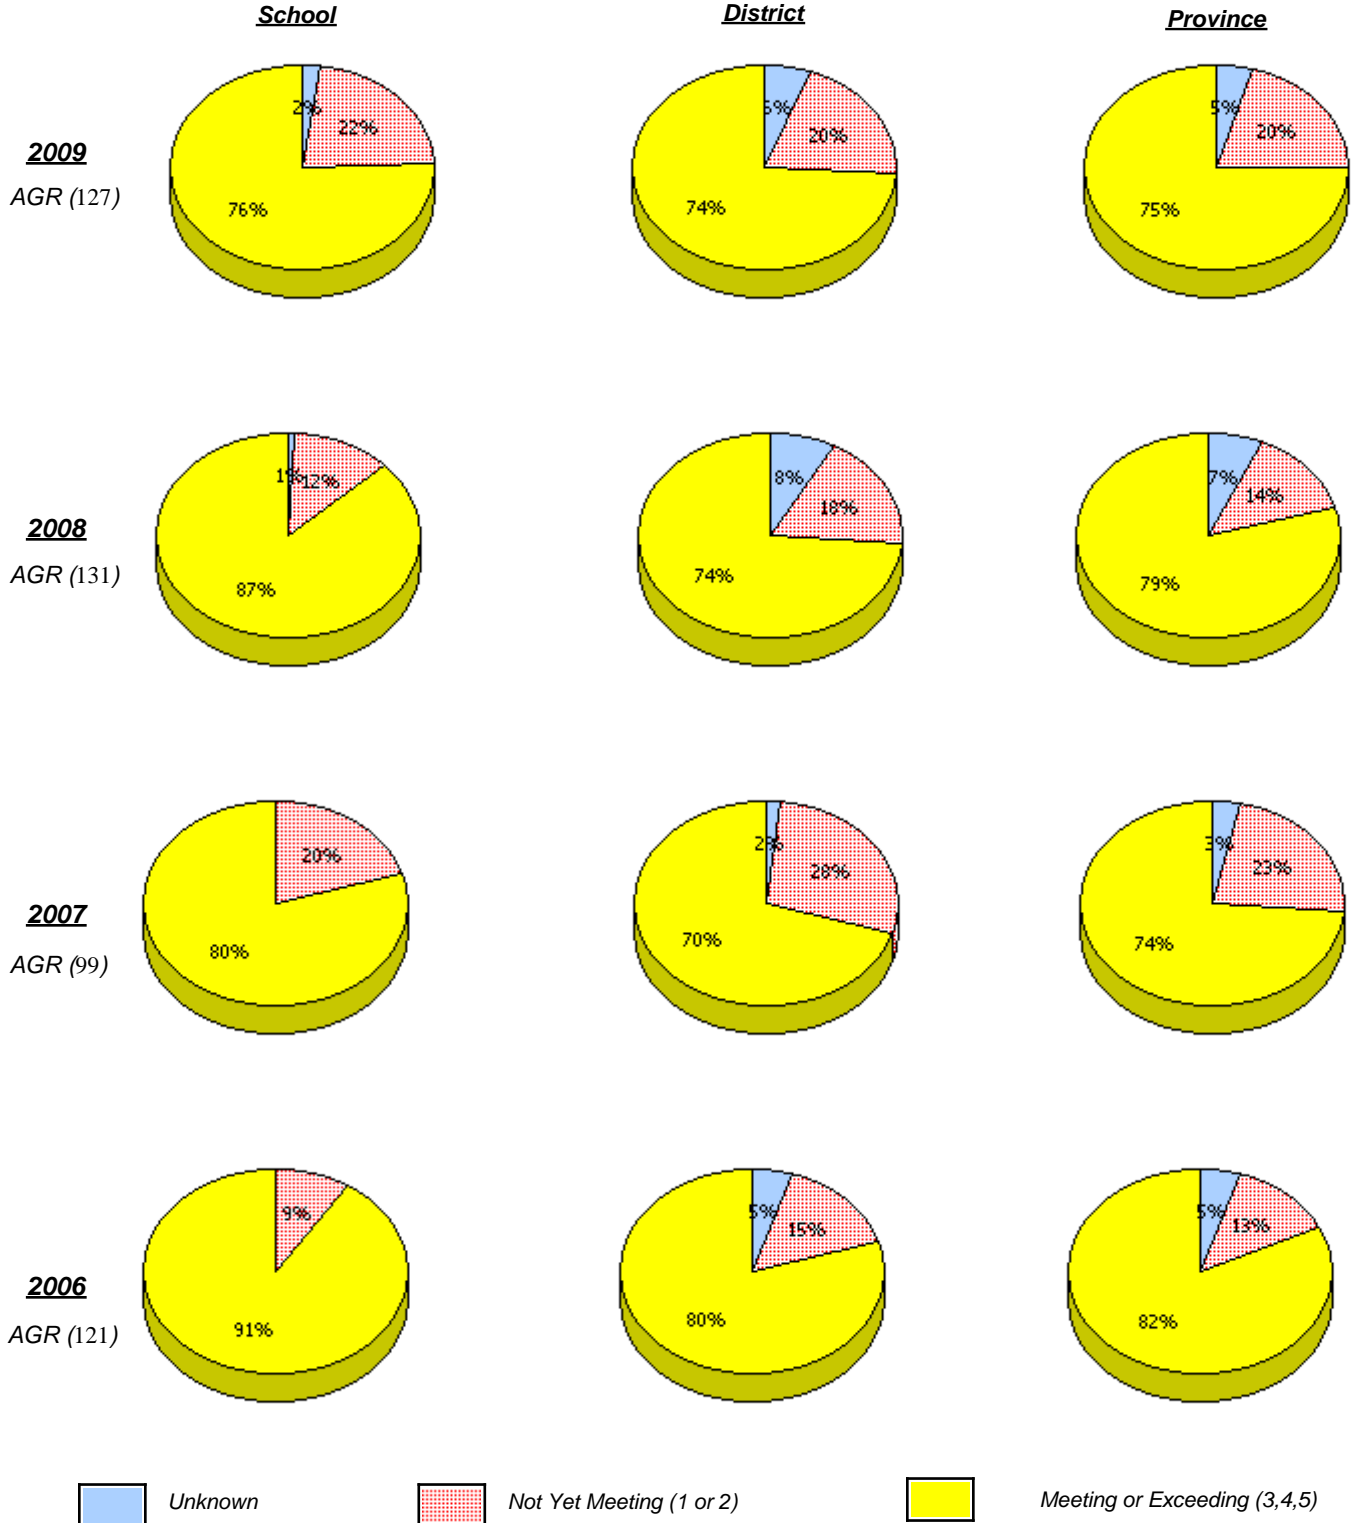 School District Province
2009
AGR (127)
2% 22% 76%
20% 74%
5% 20% 75%
2008
AGR (131)
1% 12% 87%
8% 18% 74%
7% 14% 79%
2007
AGR (99)
20% 80%
2% 28% 70%
3% 23% 74%
2006
AGR (121)
9% 91%
5% 15% 80%
5% 13% 82%
Unknown Not Yet Meeting (1 or 2) Meeting or Exceeding (3,4,5)